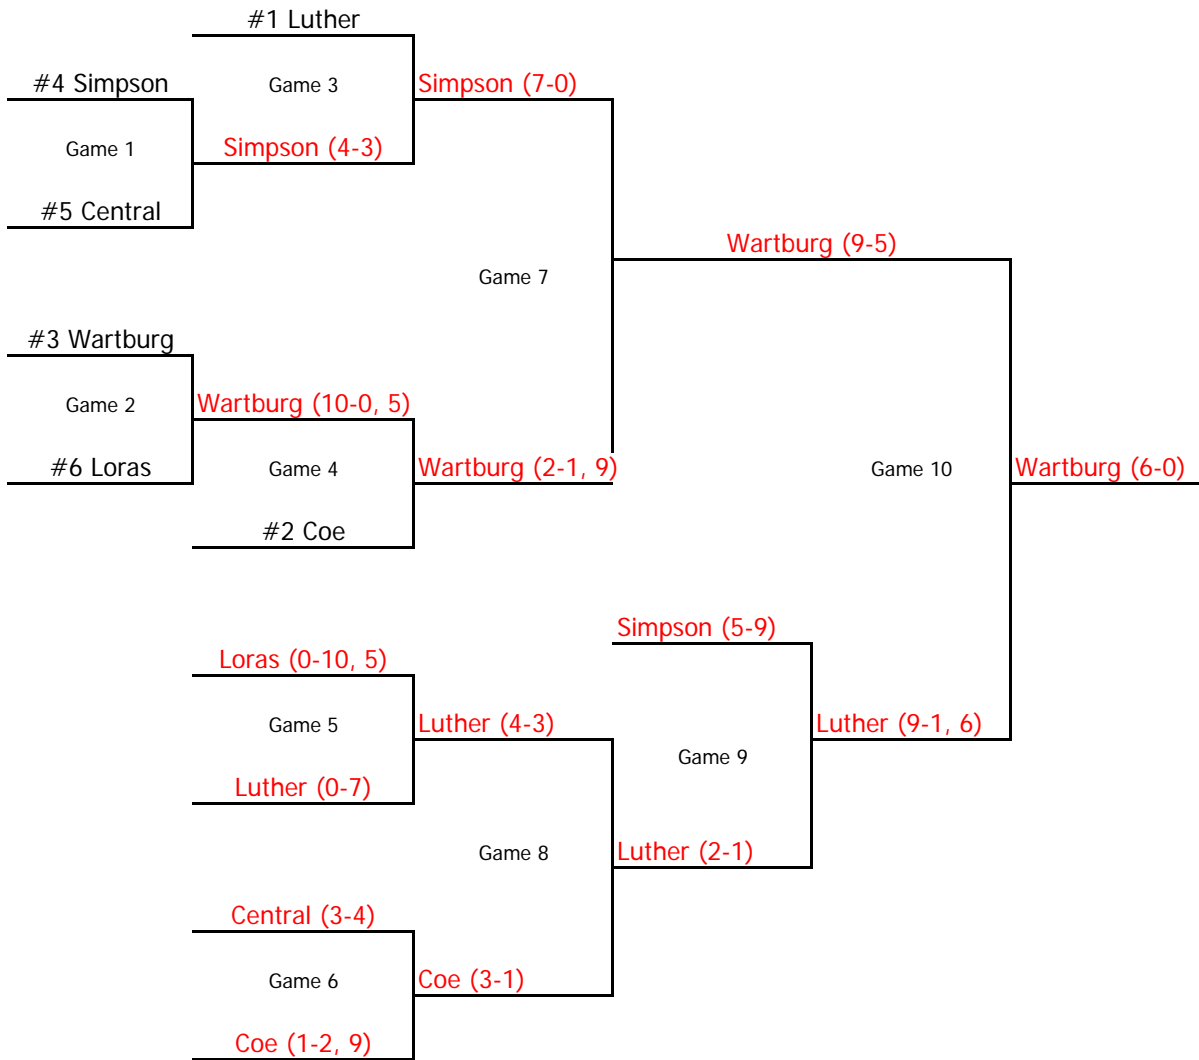 #1 Luther
#4 Simpson
Game 3
Simpson (7-0)
Game 1
Simpson (4-3)
#5 Central
Wartburg (9-5)
Game 7
#3 Wartburg
Game 2
Wartburg (10-0, 5)
#6 Loras
Game 4
Wartburg (2-1, 9)
Game 10
Wartburg (6-0)
#2 Coe
Simpson (5-9)
Loras (0-10, 5)
Game 5
Luther (4-3)
Luther (9-1, 6)
Game 9
Luther (0-7)
Game 8
Luther (2-1)
Central (3-4)
Game 6
Coe (3-1)
Coe (1-2, 9)